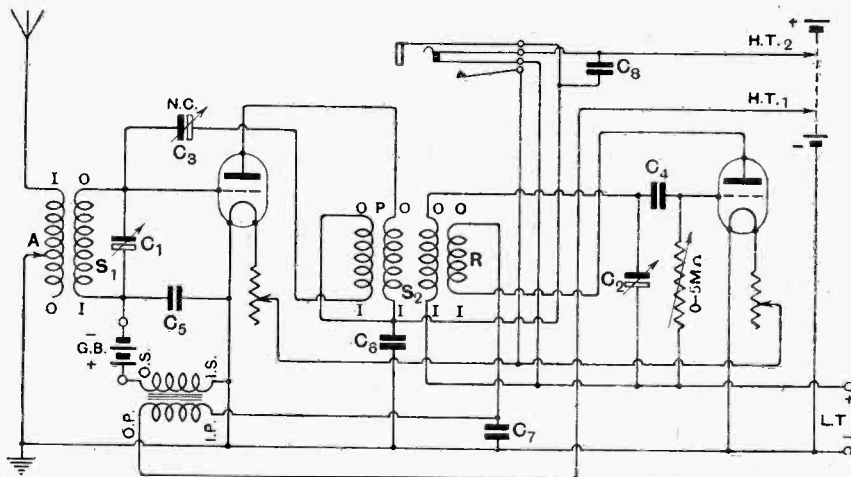 +
H.T.2
N.C.
C8
H.T.1
C3
-
I O
C4
O P O O O
A
C1
R
S1
S2
C2
0-5MΩ
O I
C5
I I I I
C6
-
G.B.
+
O.S.
I.S.
+
L.T.
O.P.
I.P.
C7
-